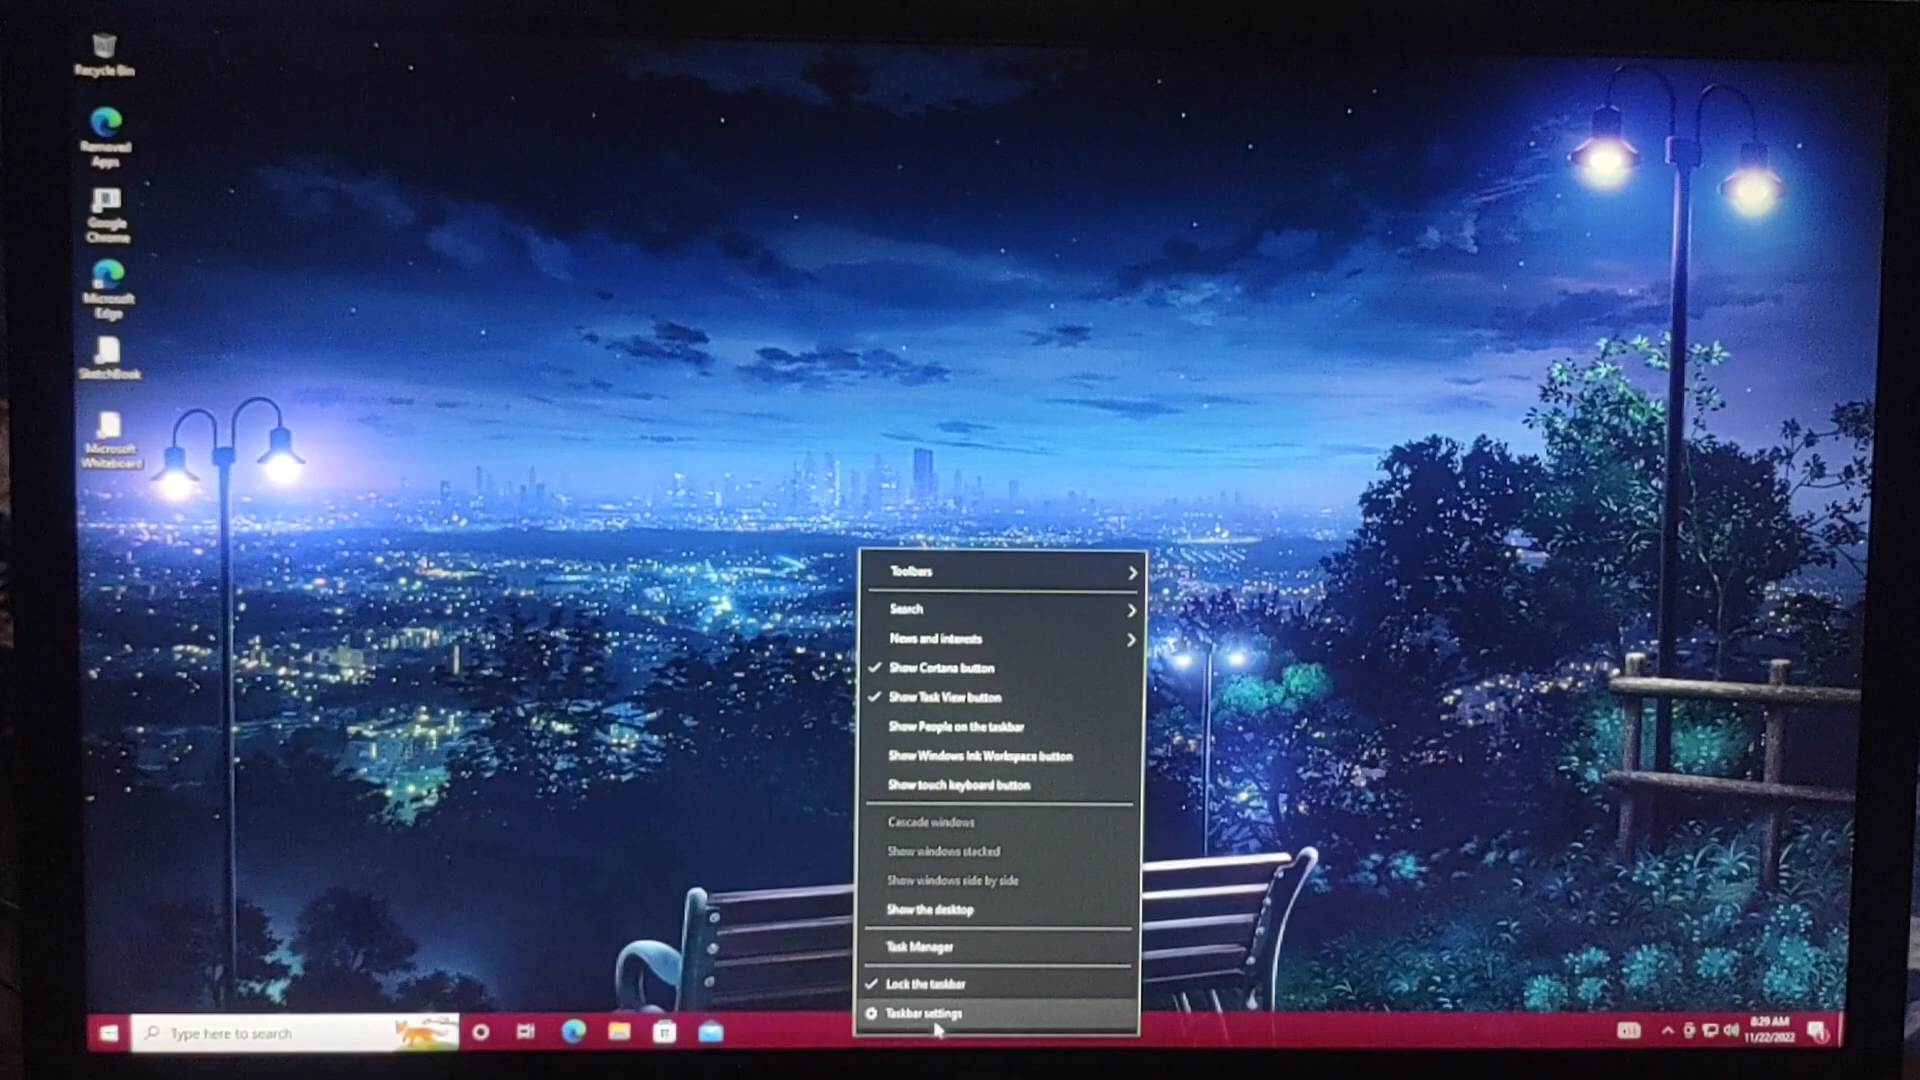 Recycle Bin
Removed
Apps
Google
Chrome
Microsoft
Edge
SketchBook
Microsoft
Whiteboard
Toolbars
Search
News and interests
Show Cortana button
Show Task View button
Show People on the taskbar
Show Windows Ink Workspace button
Show touch keyboard button
Cascade windows
Show windows stacked
Show windows side by side
Show the desktop
Task Manager
Lock the taskbar
Taskbar settings
Type here to search
8:29 AM
11/22/2022
1